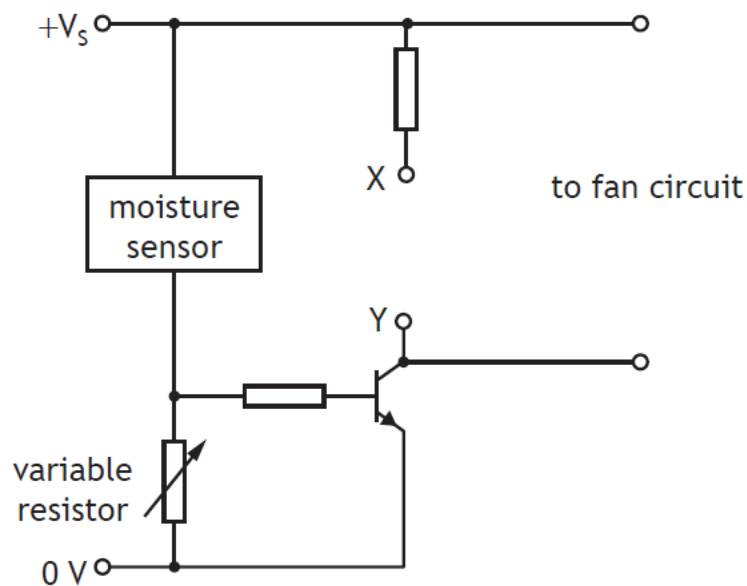 +Vs
X
to fan circuit
moisture
sensor
Y
variable
resistor
0 V